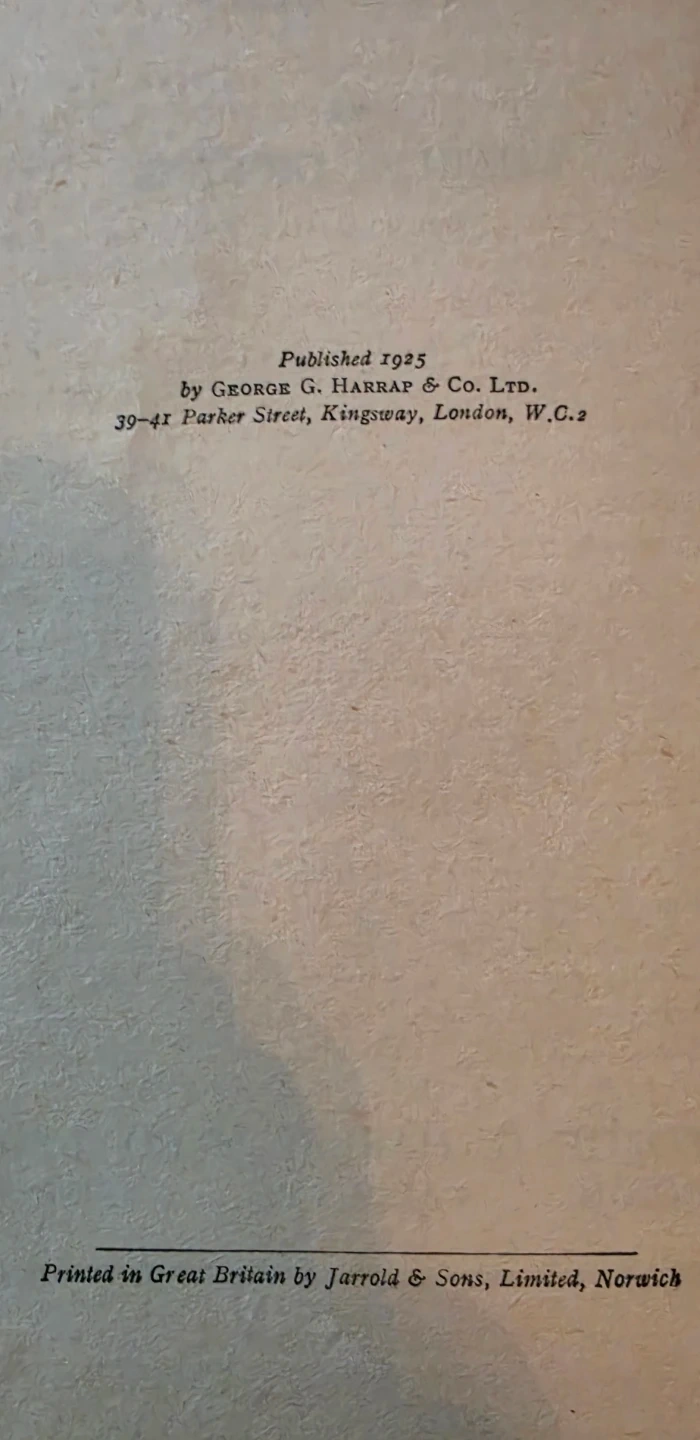 Published 1925
by GEORGE G. HARRAP & CO. LTD.
39–41 Parker Street, Kingsway, London, W.C.2
Printed in Great Britain by Jarrold & Sons, Limited, Norwich